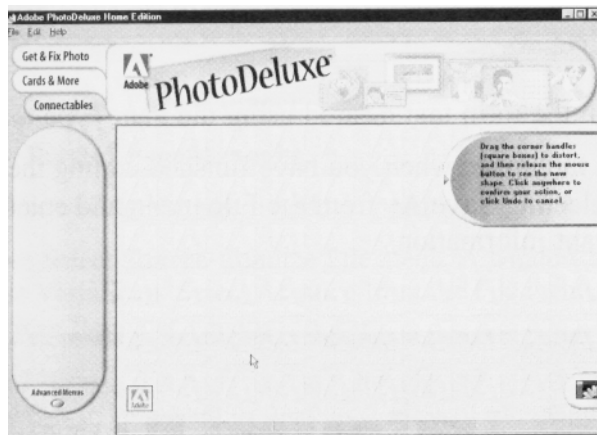 Adobe PhotoDeluxe Home Edition
File Edit Help
Get & Fix Photo
Cards & More
Connectables
Adobe
PhotoDeluxe
Drag the corner handles
(square boxes) to distort,
and then release the mouse
button to see the new
shape. Click anywhere to
confirm your action, or
click Undo to cancel.
Advanced Menus
Adobe